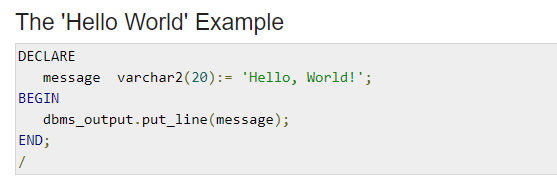 The 'Hello World' Example
DECLARE
   message  varchar2(20):= 'Hello, World!';
BEGIN
   dbms_output.put_line(message);
END;
/